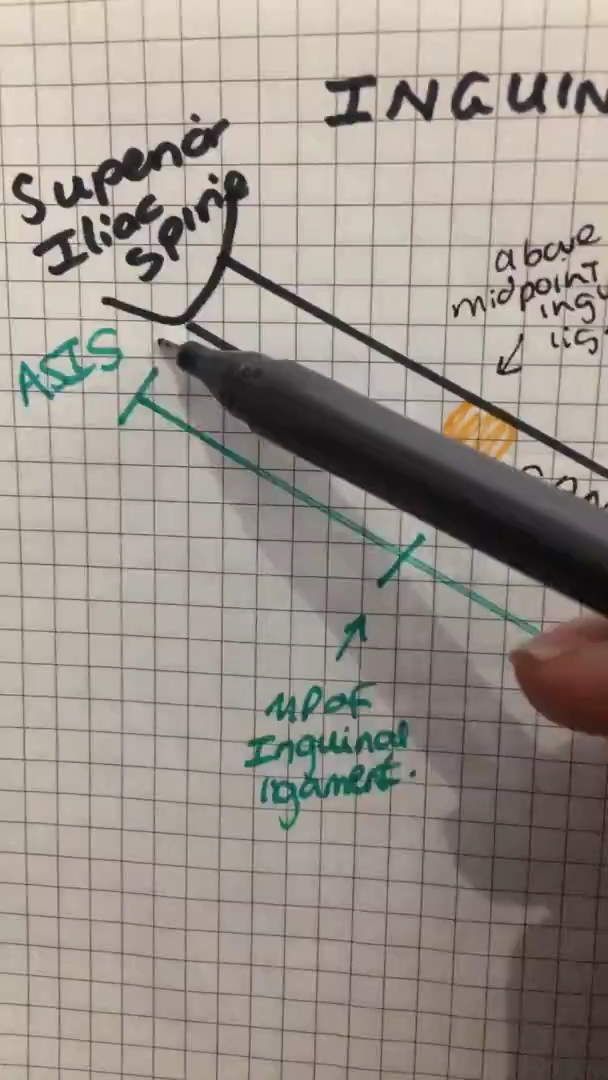 INGUIN
Superior
Iliac
Spine
above
midpoint
ingu
lig
ASIS
MP of
Inguinal
ligament.